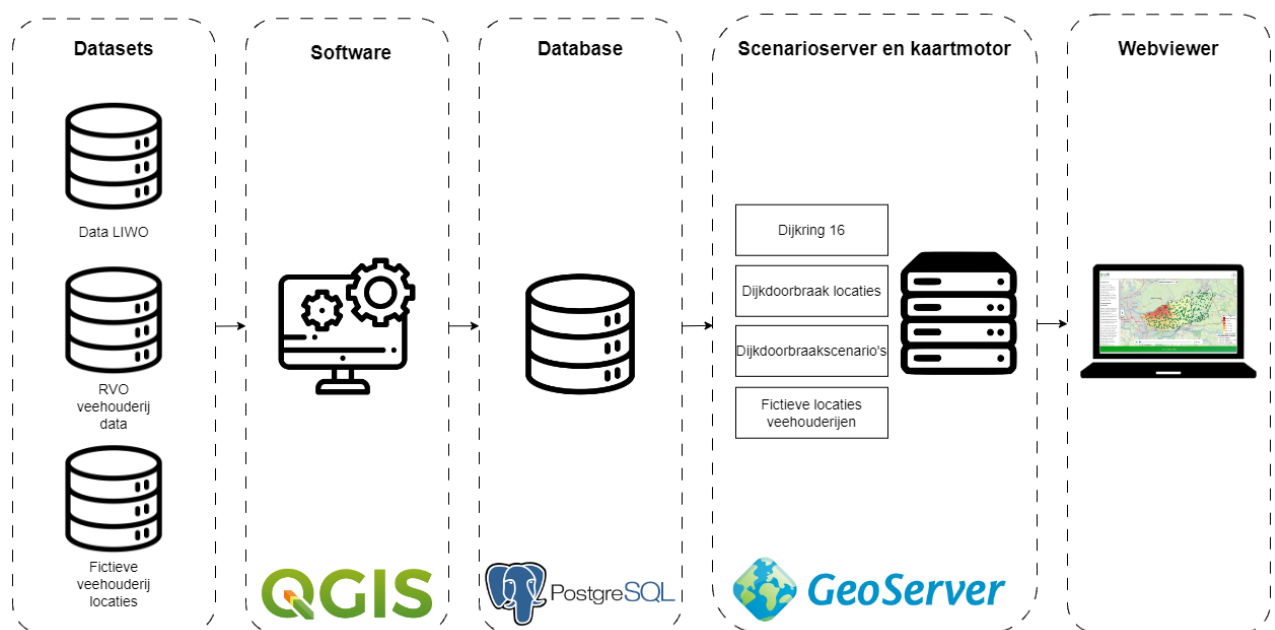 Datasets
Data LIWO
RVO
veehouderij
data
Fictieve
veehouderij
locaties
Software
QGIS
Database
PostgreSQL
Scenarioserver en kaartmotor
Dijkring 16
Dijkdoorbraak locaties
Dijkdoorbraakscenario's
Fictieve locaties
veehouderijen
GeoServer
Webviewer